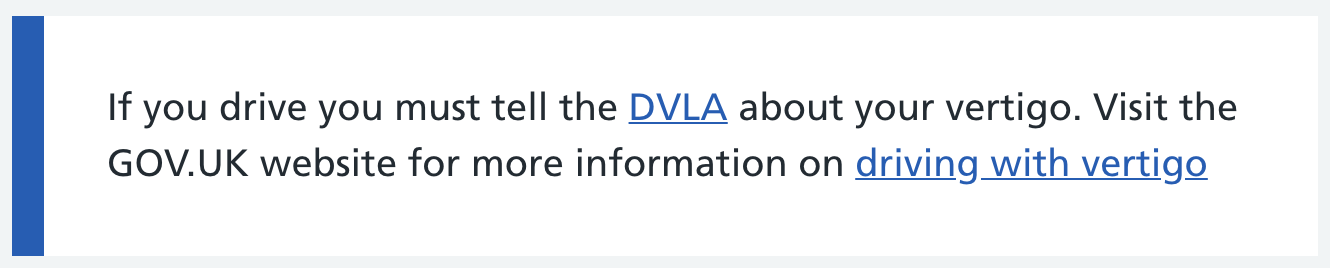 If you drive you must tell the DVLA about your vertigo. Visit the
GOV.UK website for more information on driving with vertigo